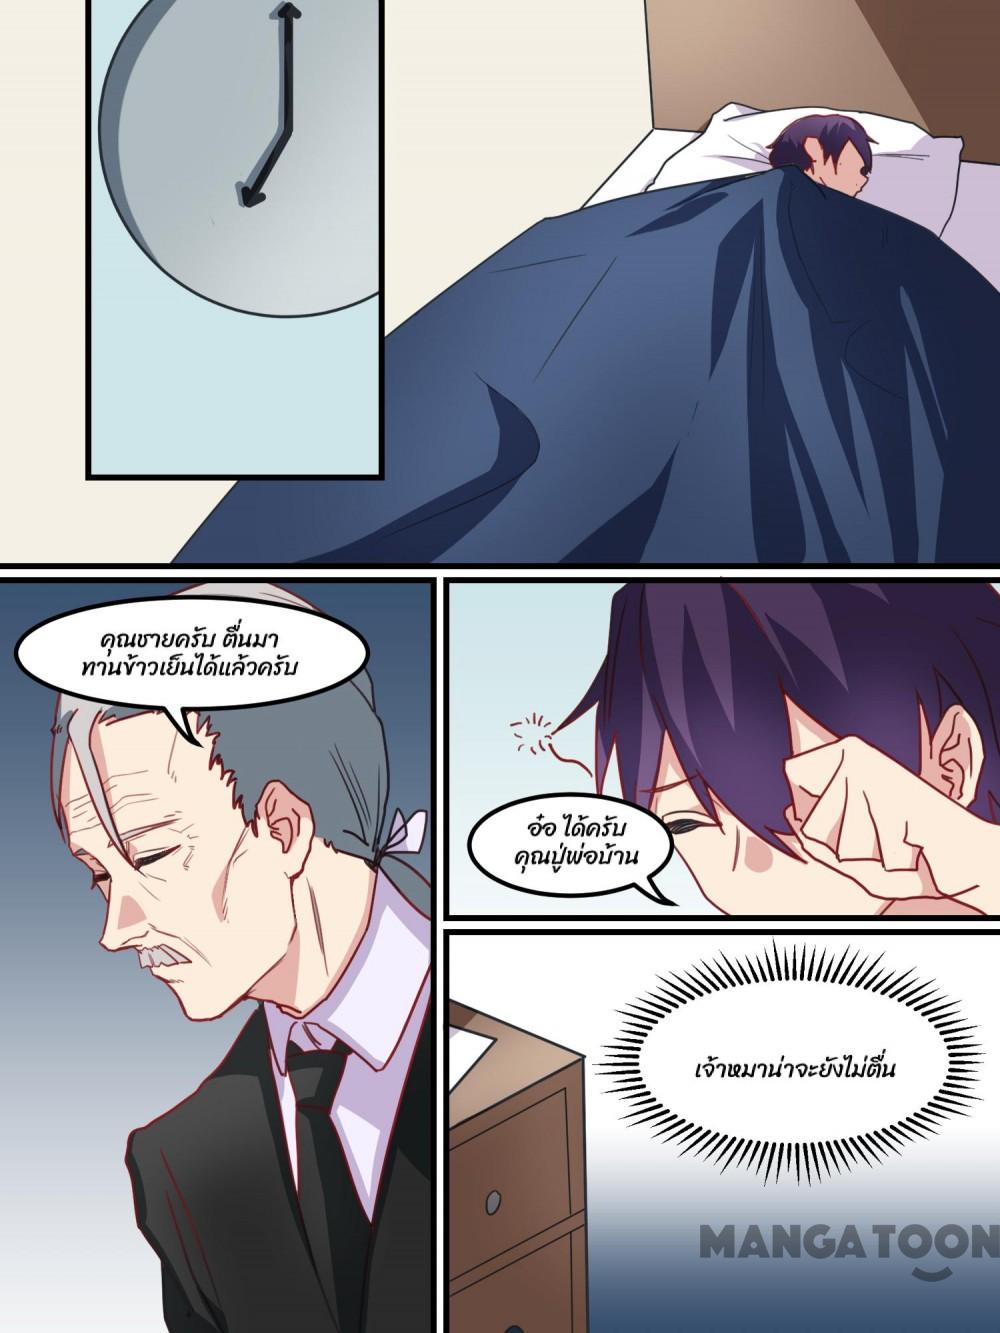 คุณชายครับ ตื่นมา
ทานข้าวเย็นได้แล้วครับ
อ๋อ ได้ครับ
คุณปู่พ่อบ้าน
เจ้าหมาน่าจะยังไม่ตื่น
MANGATOON